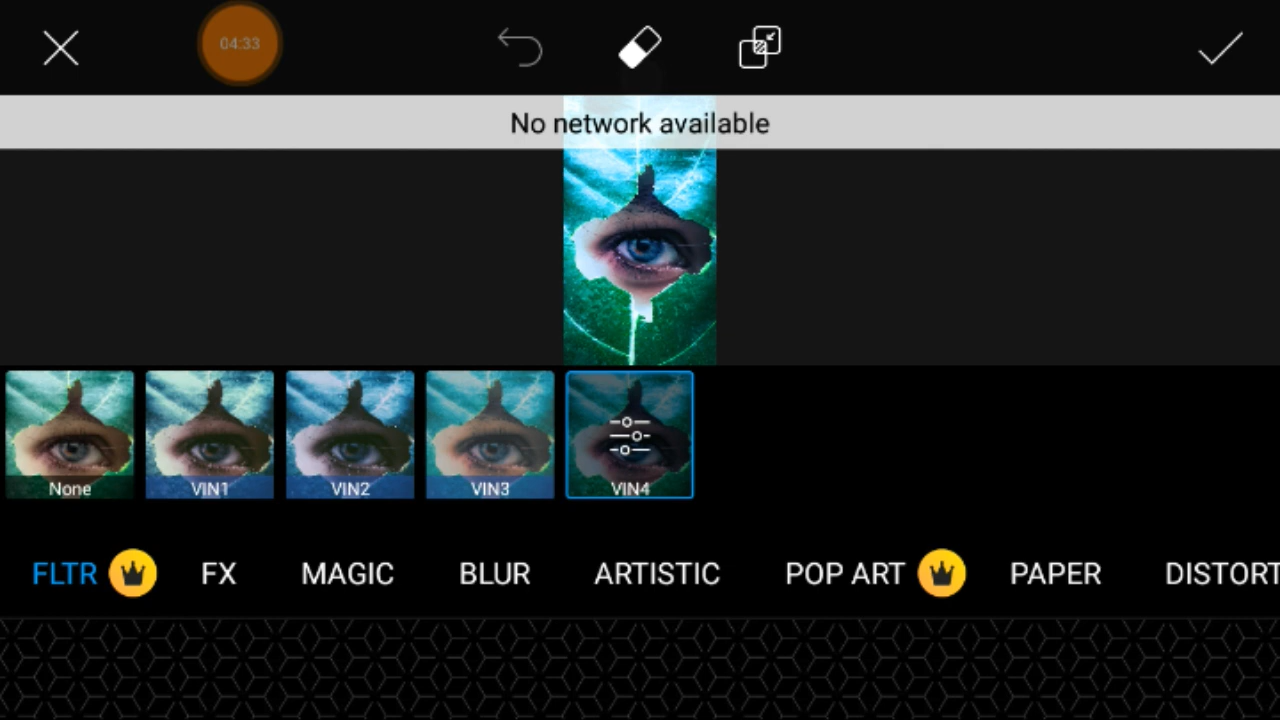 04:33
No network available
None
VIN1
VIN2
VIN3
VIN4
FLTR FX MAGIC BLUR ARTISTIC POP ART PAPER DISTORT